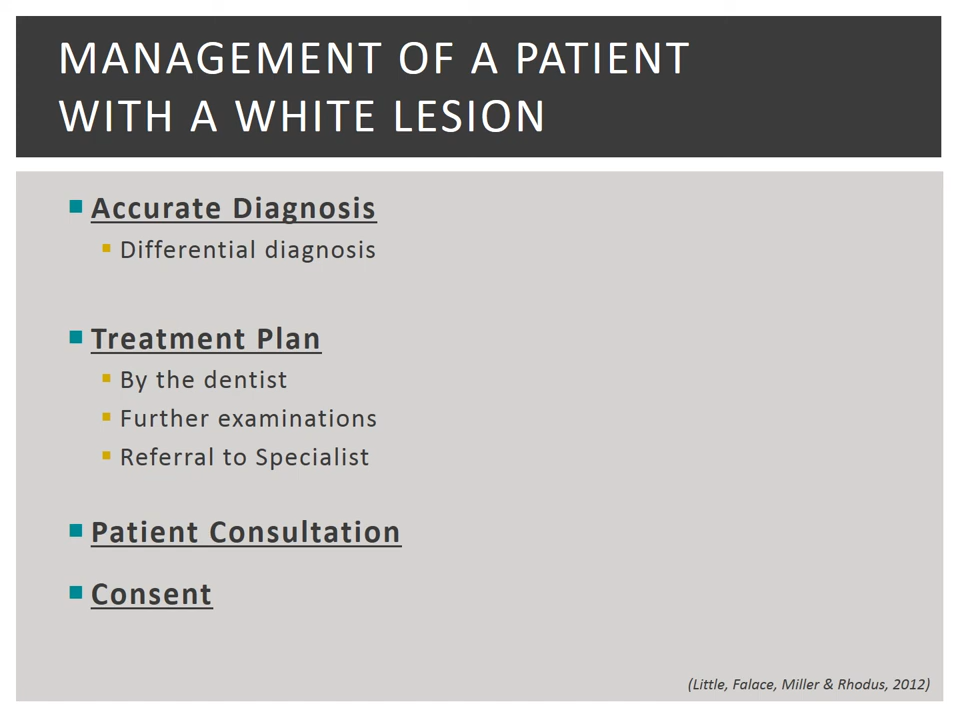 MANAGEMENT OF A PATIENT
WITH A WHITE LESION
Accurate Diagnosis
Differential diagnosis
Treatment Plan
By the dentist
Further examinations
Referral to Specialist
Patient Consultation
Consent
(Little, Falace, Miller & Rhodus, 2012)